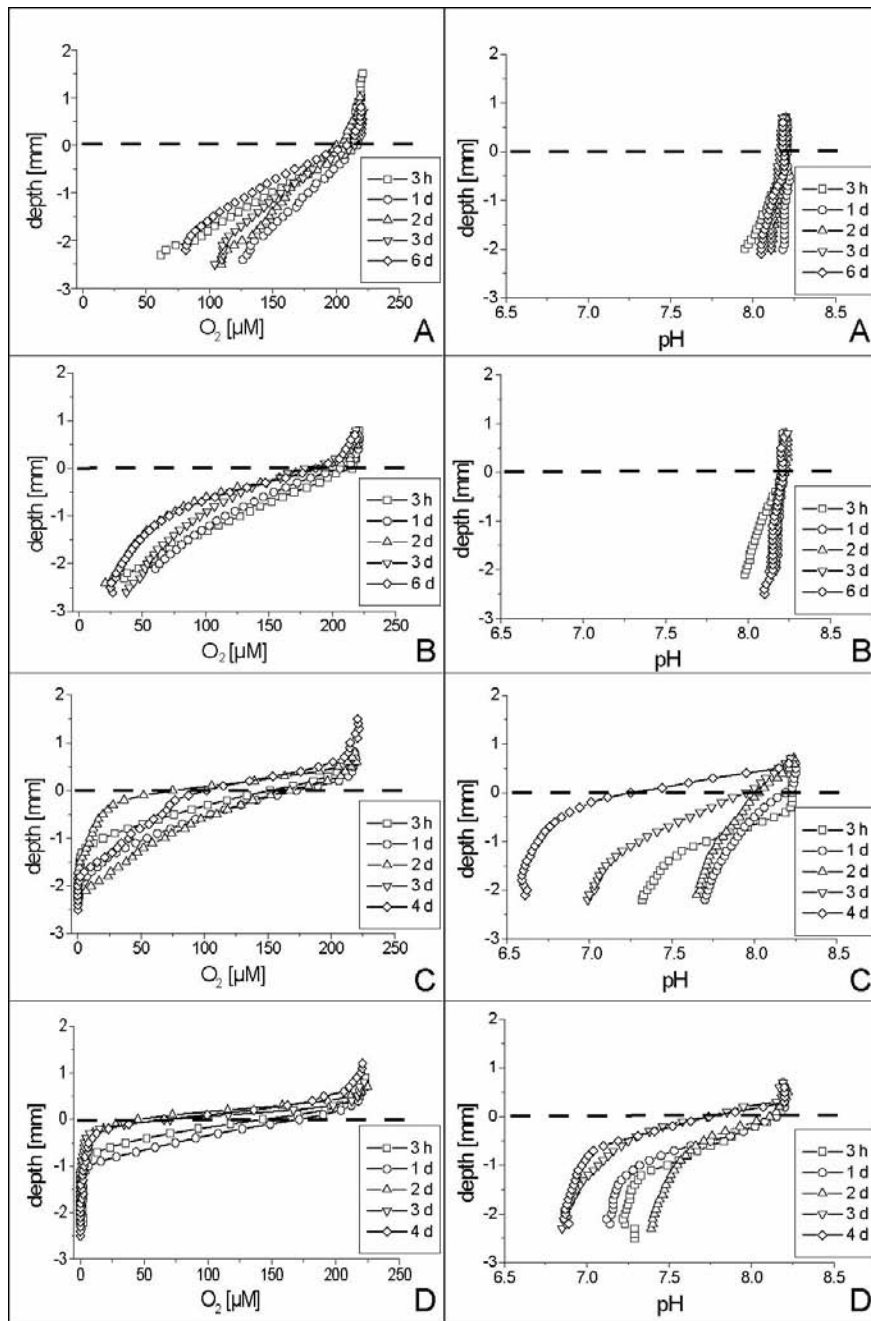 2
1
0
-1
-2
-3
depth [mm]
0 50 100 150 200 250
O₂ [µM]
3 h
1 d
2 d
3 d
6 d
A
2
1
0
-1
-2
-3
depth [mm]
6.5 7.0 7.5 8.0 8.5
pH
3 h
1 d
2 d
3 d
6 d
A
2
1
0
-1
-2
-3
depth [mm]
0 50 100 150 200 250
O₂ [µM]
3 h
1 d
2 d
3 d
6 d
B
2
1
0
-1
-2
-3
depth [mm]
6.5 7.0 7.5 8.0 8.5
pH
3 h
1 d
2 d
3 d
6 d
B
2
1
0
-1
-2
-3
depth [mm]
0 50 100 150 200 250
O₂ [µM]
3 h
1 d
2 d
3 d
4 d
C
2
1
0
-1
-2
-3
depth [mm]
6.5 7.0 7.5 8.0 8.5
pH
3 h
1 d
2 d
3 d
4 d
C
2
1
0
-1
-2
-3
depth [mm]
0 50 100 150 200 250
O₂ [µM]
3 h
1 d
2 d
3 d
4 d
D
2
1
0
-1
-2
-3
depth [mm]
6.5 7.0 7.5 8.0 8.5
pH
3 h
1 d
2 d
3 d
4 d
D